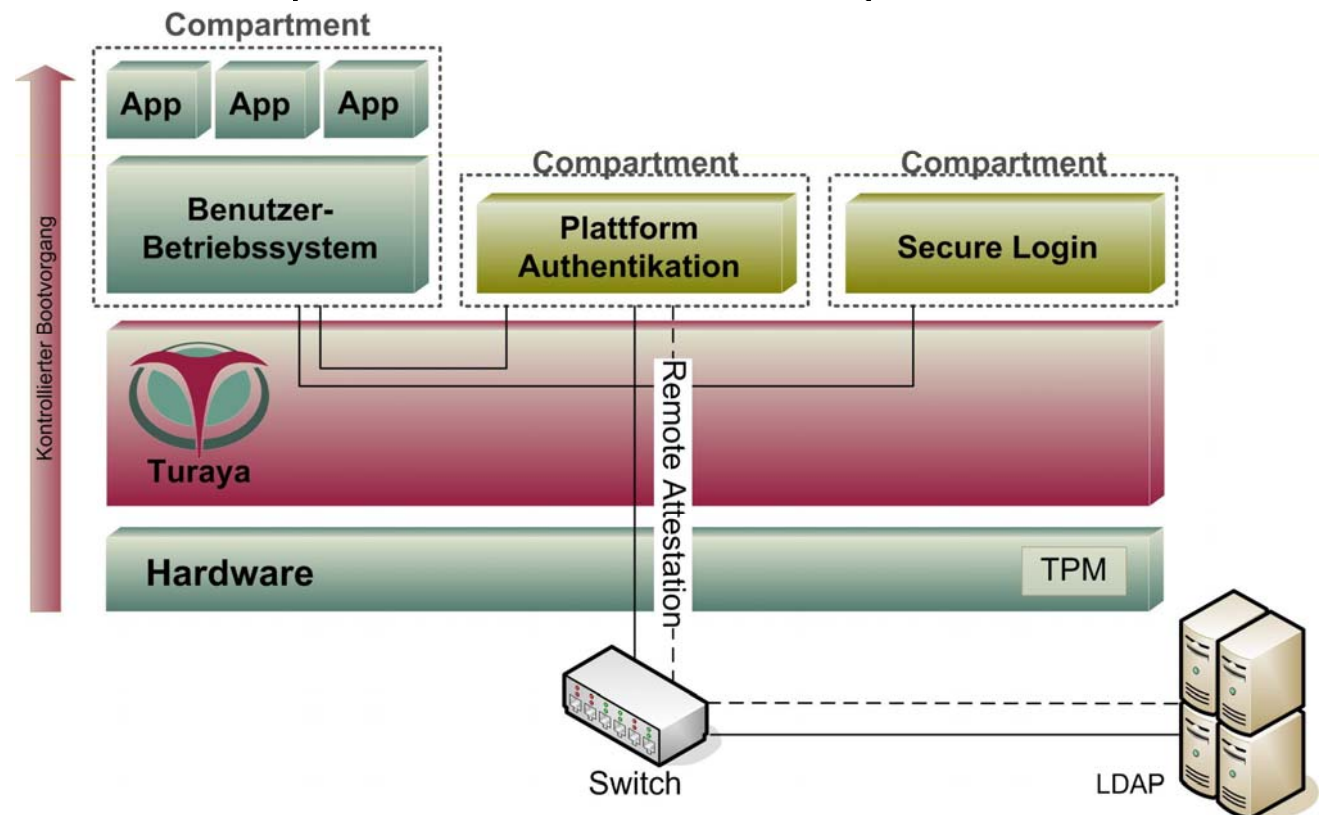 Compartment
App
App
App
Benutzer-
Betriebssystem
Compartment
Plattform
Authentikation
Compartment
Secure Login
Kontrollierter Bootvorgang
Turaya
Remote Attestation
Hardware
TPM
Switch
LDAP